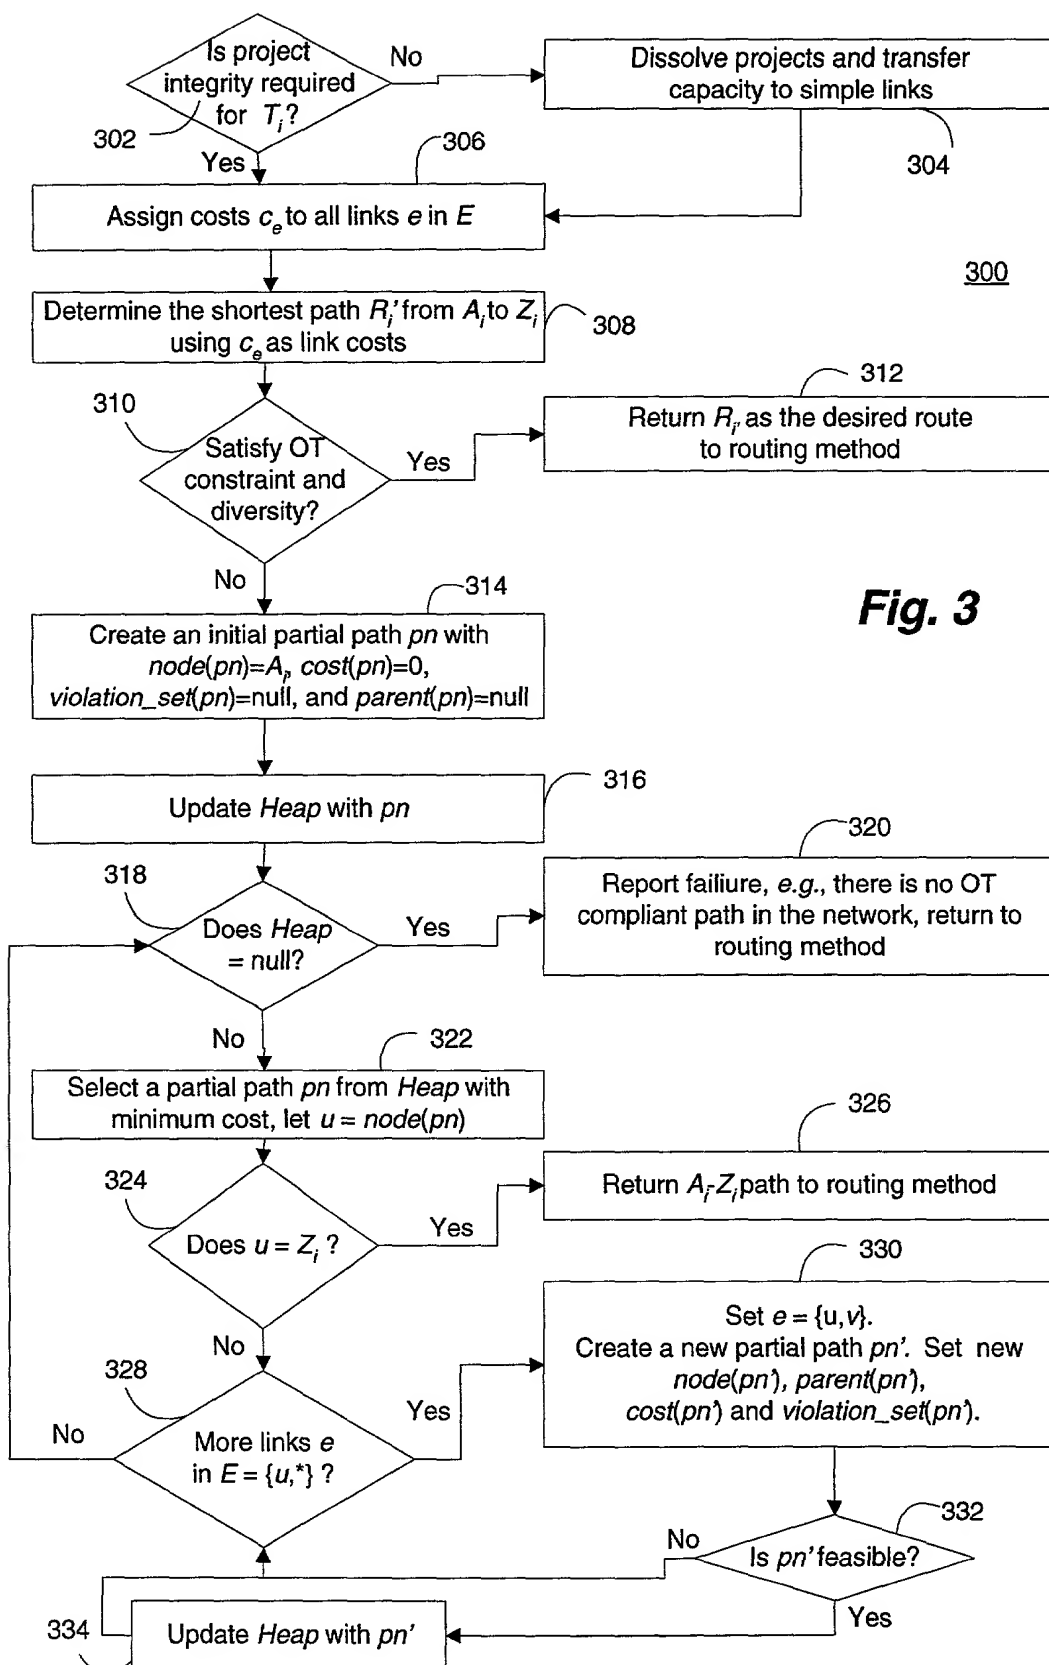 Is project
integrity required
for T_i?
302
No
Dissolve projects and transfer
capacity to simple links
304
Yes
306
Assign costs c_e to all links e in E
300
Determine the shortest path R_i' from A_i to Z_i
using c_e as link costs
308
310
Satisfy OT
constraint and
diversity?
Yes
312
Return R_i' as the desired route
to routing method
No
314
Create an initial partial path pn with
node(pn)=A_i, cost(pn)=0,
violation_set(pn)=null, and parent(pn)=null
Fig. 3
Update Heap with pn
316
318
Does Heap
= null?
Yes
320
Report failiure, e.g., there is no OT
compliant path in the network, return to
routing method
No
322
Select a partial path pn from Heap with
minimum cost, let u = node(pn)
324
Does u = Z_i ?
Yes
326
Return A_i-Z_i path to routing method
No
328
More links e
in E = {u,*} ?
No
Yes
330
Set e = {u,v}.
Create a new partial path pn'. Set new
node(pn'), parent(pn'),
cost(pn') and violation_set(pn').
332
Is pn' feasible?
No
Yes
334
Update Heap with pn'